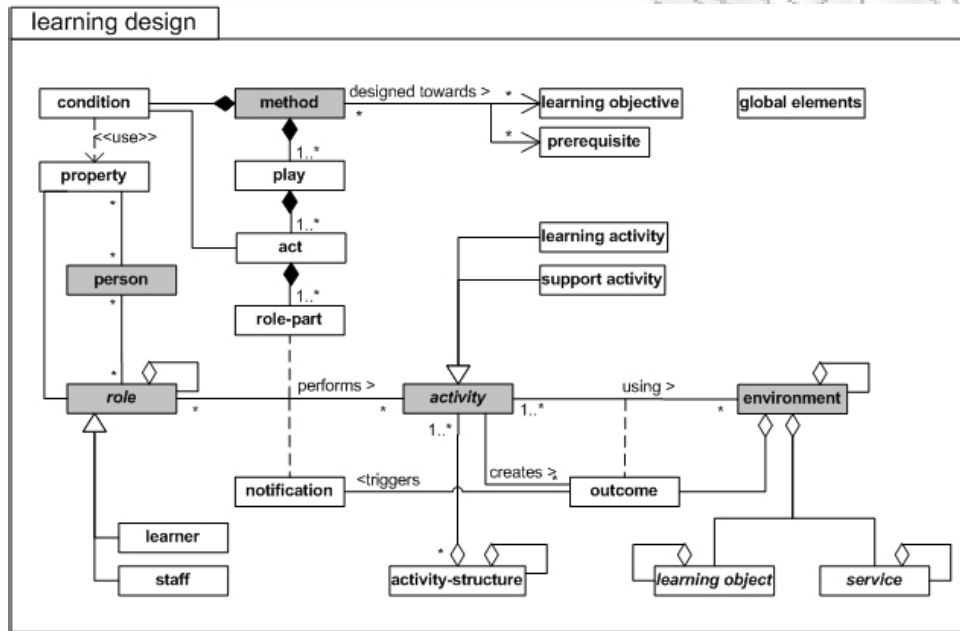 learning design
condition
method
designed towards >
*
*
learning objective
global elements
<<use>>
*
prerequisite
1..*
property
play
*
1..*
learning activity
act
*
support activity
person
*
1..*
role-part
*
role
performs >
activity
using >
environment
*
*
1..*
1..*
*
creates >
*
notification
<triggers
outcome
learner
*
staff
activity-structure
learning object
service